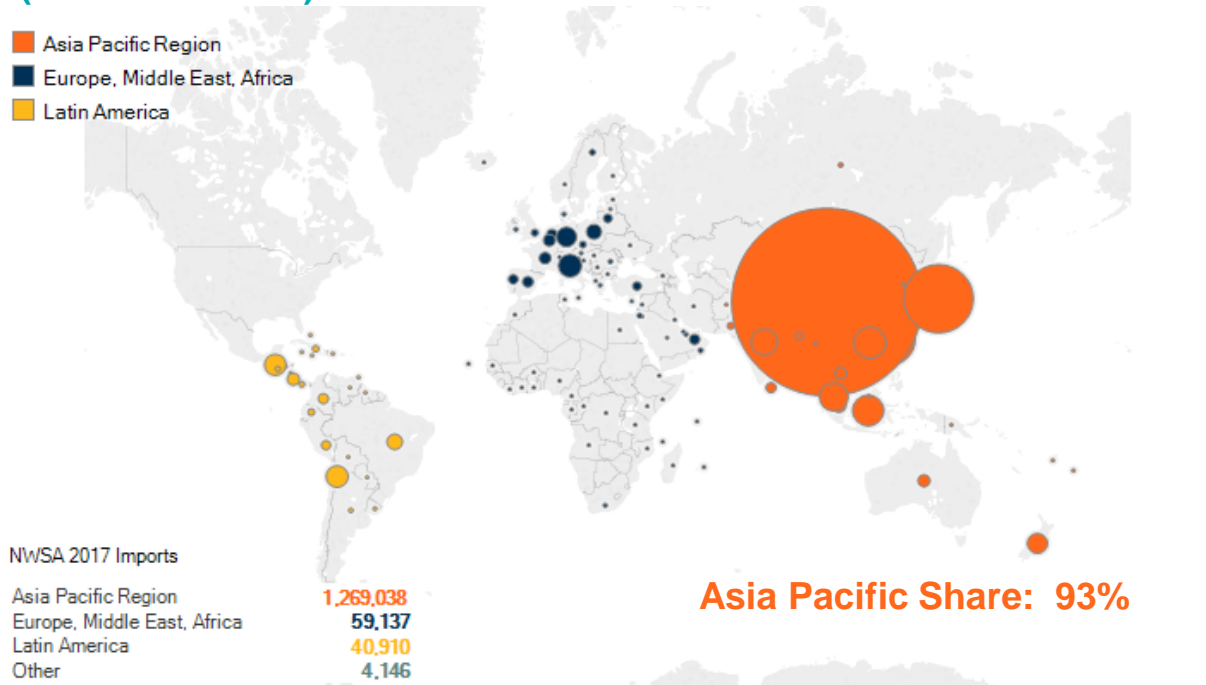 Asia Pacific Region
Europe, Middle East, Africa
Latin America
NWSA 2017 Imports
Asia Pacific Region 1,269,038
Europe, Middle East, Africa 59,137
Latin America 40,910
Other 4,146
Asia Pacific Share: 93%